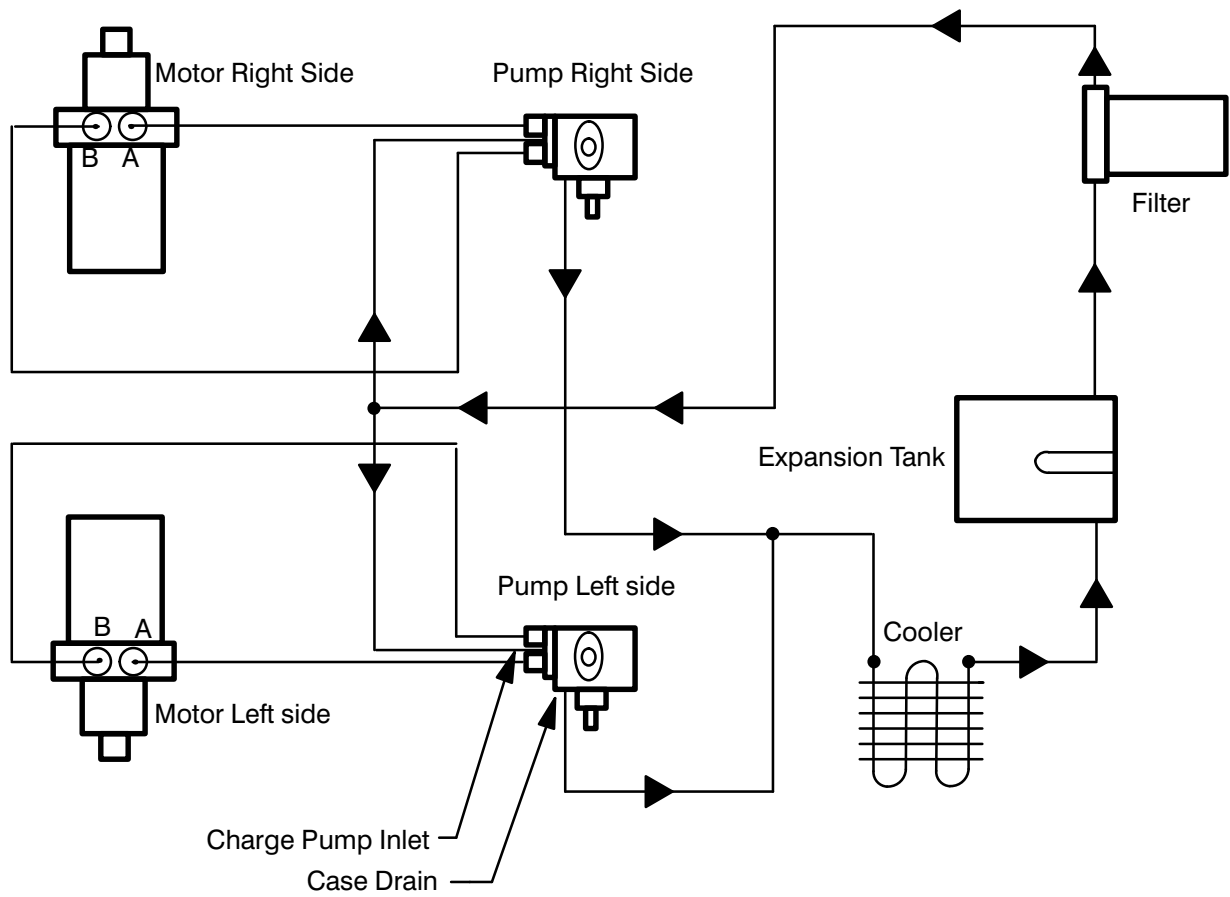 Motor Right Side
Pump Right Side
B A
Filter
Expansion Tank
Pump Left side
B A
Cooler
Motor Left side
Charge Pump Inlet
Case Drain